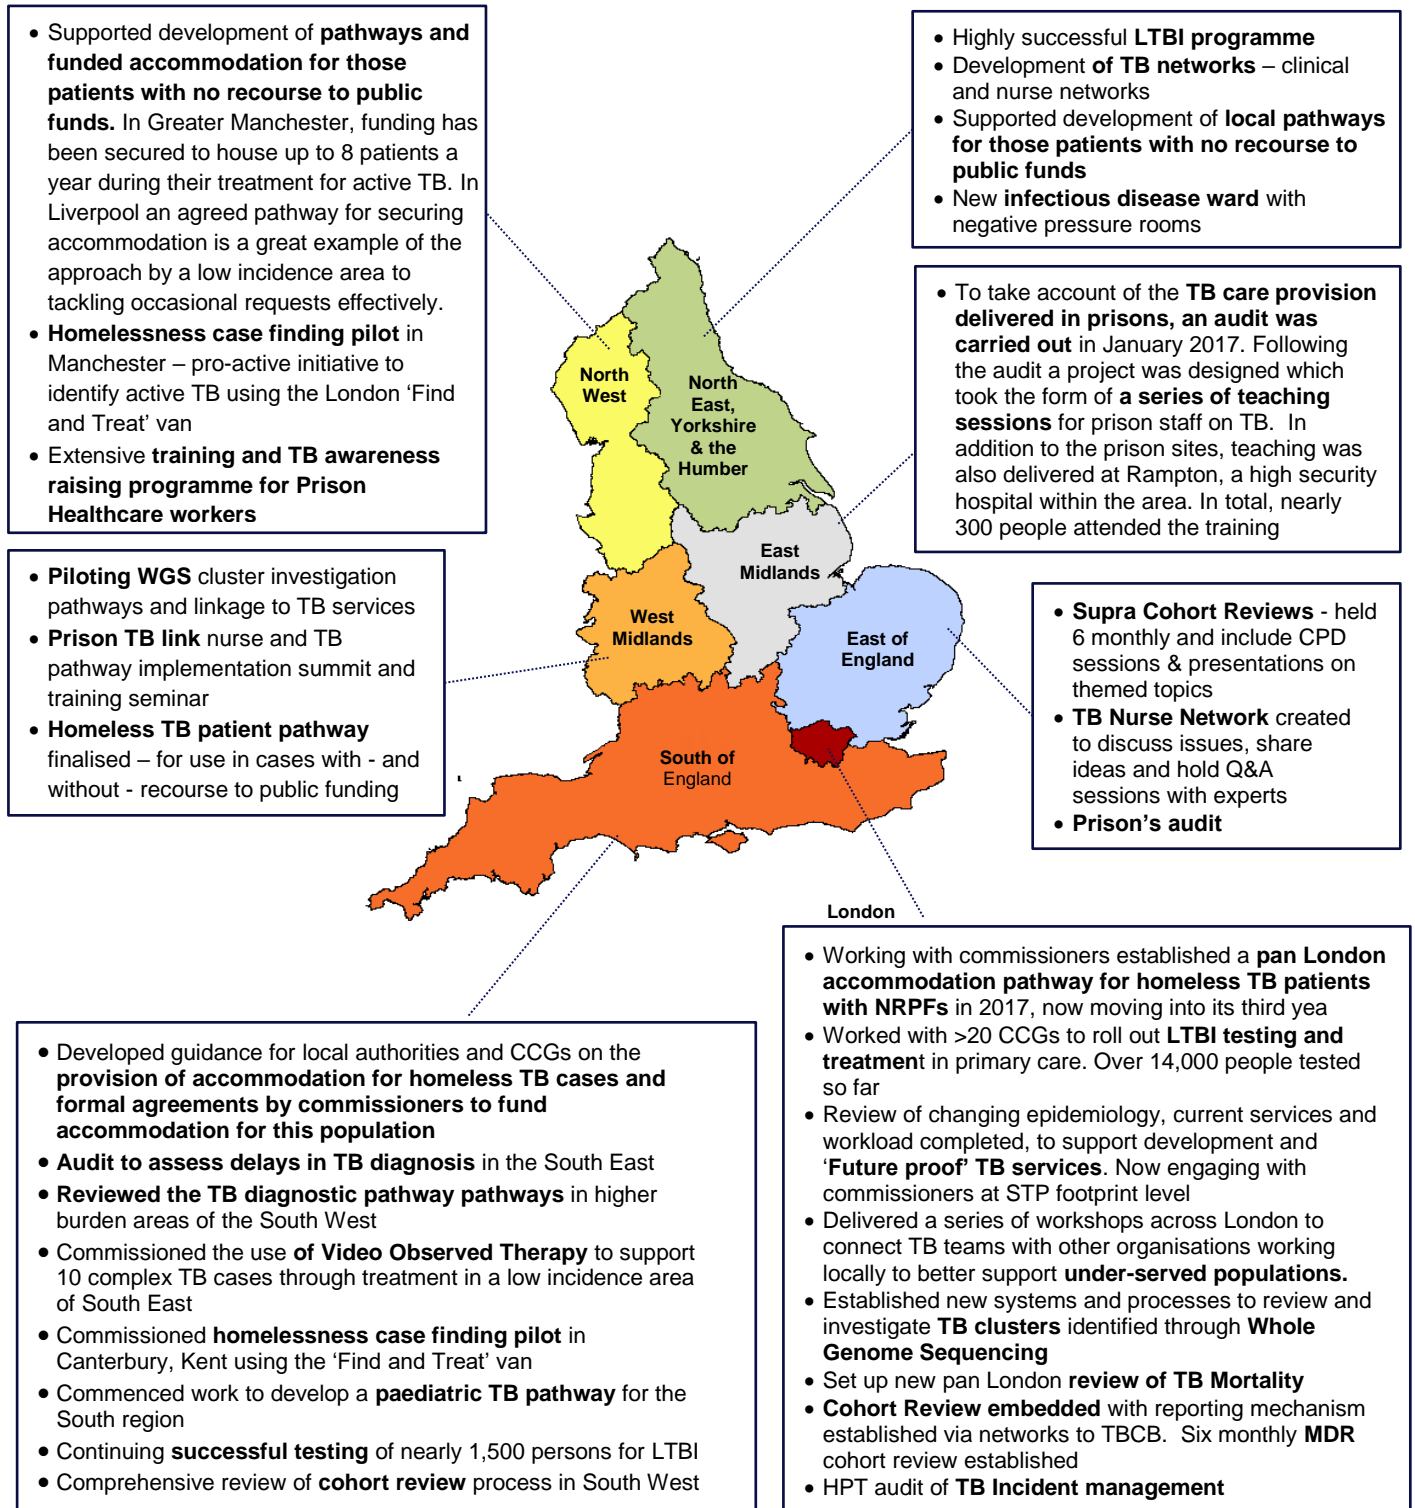 • Supported development of pathways and
funded accommodation for those
patients with no recourse to public
funds. In Greater Manchester, funding has
been secured to house up to 8 patients a
year during their treatment for active TB. In
Liverpool an agreed pathway for securing
accommodation is a great example of the
approach by a low incidence area to
tackling occasional requests effectively.
• Homelessness case finding pilot in
Manchester – pro-active initiative to
identify active TB using the London ‘Find
and Treat’ van
• Extensive training and TB awareness
raising programme for Prison
Healthcare workers
• Highly successful LTBI programme
• Development of TB networks – clinical
and nurse networks
• Supported development of local pathways
for those patients with no recourse to
public funds
• New infectious disease ward with
negative pressure rooms
• To take account of the TB care provision
delivered in prisons, an audit was
carried out in January 2017. Following
the audit a project was designed which
took the form of a series of teaching
sessions for prison staff on TB. In
addition to the prison sites, teaching was
also delivered at Rampton, a high security
hospital within the area. In total, nearly
300 people attended the training
North
West
North
East,
Yorkshire
& the
Humber
East
Midlands
West
Midlands
East of
England
South of
England
London
• Piloting WGS cluster investigation
pathways and linkage to TB services
• Prison TB link nurse and TB
pathway implementation summit and
training seminar
• Homeless TB patient pathway
finalised – for use in cases with - and
without - recourse to public funding
• Supra Cohort Reviews - held
6 monthly and include CPD
sessions & presentations on
themed topics
• TB Nurse Network created
to discuss issues, share
ideas and hold Q&A
sessions with experts
• Prison’s audit
• Developed guidance for local authorities and CCGs on the
provision of accommodation for homeless TB cases and
formal agreements by commissioners to fund
accommodation for this population
• Audit to assess delays in TB diagnosis in the South East
• Reviewed the TB diagnostic pathway pathways in higher
burden areas of the South West
• Commissioned the use of Video Observed Therapy to support
10 complex TB cases through treatment in a low incidence area
of South East
• Commissioned homelessness case finding pilot in
Canterbury, Kent using the ‘Find and Treat’ van
• Commenced work to develop a paediatric TB pathway for the
South region
• Continuing successful testing of nearly 1,500 persons for LTBI
• Comprehensive review of cohort review process in South West
• Working with commissioners established a pan London
accommodation pathway for homeless TB patients
with NRPFs in 2017, now moving into its third yea
• Worked with >20 CCGs to roll out LTBI testing and
treatment in primary care. Over 14,000 people tested
so far
• Review of changing epidemiology, current services and
workload completed, to support development and
‘Future proof’ TB services. Now engaging with
commissioners at STP footprint level
• Delivered a series of workshops across London to
connect TB teams with other organisations working
locally to better support under-served populations.
• Established new systems and processes to review and
investigate TB clusters identified through Whole
Genome Sequencing
• Set up new pan London review of TB Mortality
• Cohort Review embedded with reporting mechanism
established via networks to TBCB. Six monthly MDR
cohort review established
• HPT audit of TB Incident management